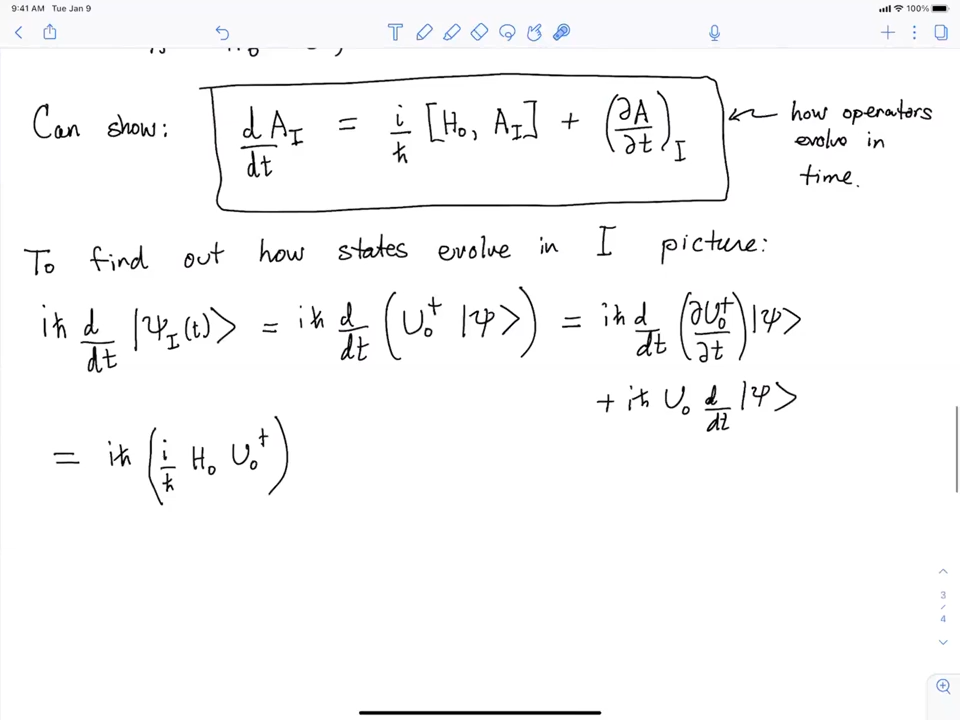 9:41 AM Tue Jan 9 100%
Can show: d/dt A_I = i/ħ [H₀, A_I] + (∂A/∂t)_I ← how operators evolve in time.
To find out how states evolve in I picture:
iħ d/dt |Ψ_I(t)> = iħ d/dt (U₀† |Ψ>) = iħ d/dt (∂U₀†/∂t)|Ψ>
+ iħ U₀ d/dt |Ψ>
= iħ (i/ħ H₀ U₀†)
3
/
4